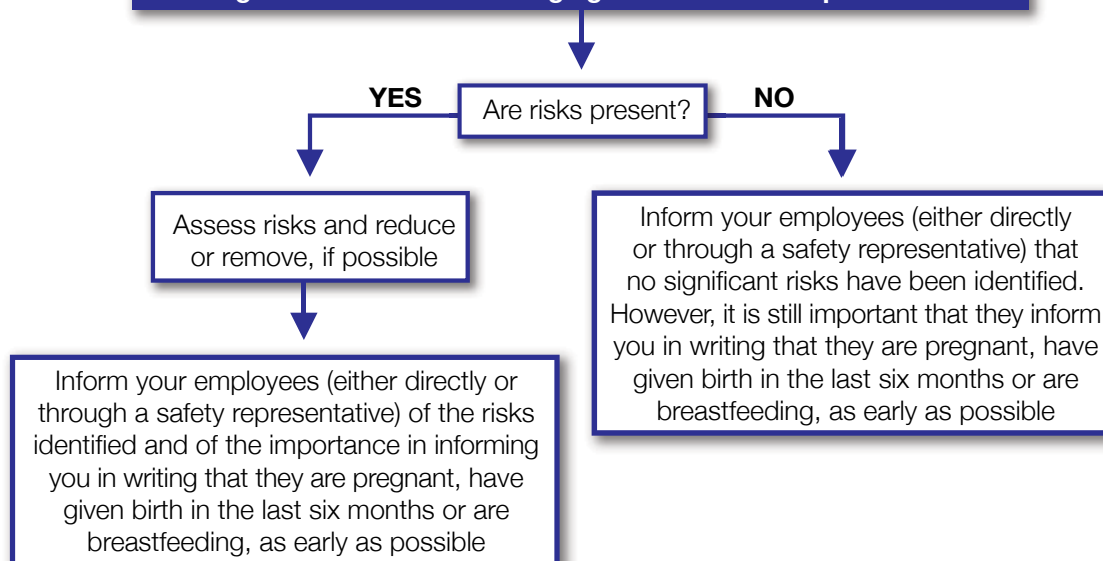 Are risks present?
YES
NO
Assess risks and reduce
or remove, if possible
Inform your employees (either directly
or through a safety representative) that
no significant risks have been identified.
However, it is still important that they inform
you in writing that they are pregnant, have
given birth in the last six months or are
breastfeeding, as early as possible
Inform your employees (either directly or
through a safety representative) of the risks
identified and of the importance in informing
you in writing that they are pregnant, have
given birth in the last six months or are
breastfeeding, as early as possible